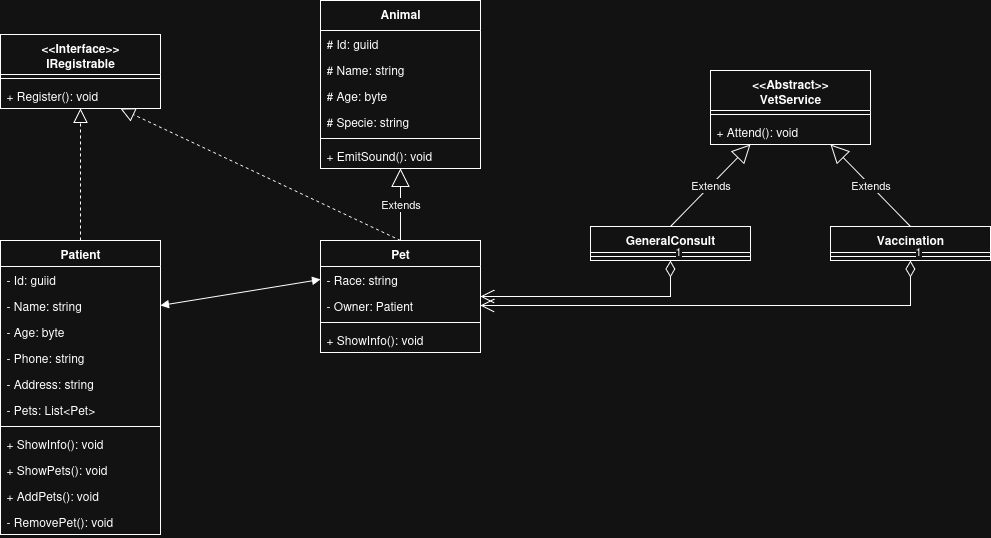 <<Interface>>
IRegistrable
+ Register(): void
Animal
# Id: guiid
# Name: string
# Age: byte
# Specie: string
+ EmitSound(): void
<<Abstract>>
VetService
+ Attend(): void
Extends
Extends
Extends
Patient
- Id: guiid
- Name: string
- Age: byte
- Phone: string
- Address: string
- Pets: List<Pet>
+ ShowInfo(): void
+ ShowPets(): void
+ AddPets(): void
- RemovePet(): void
Pet
- Race: string
- Owner: Patient
+ ShowInfo(): void
GeneralConsult
1
Vaccination
1